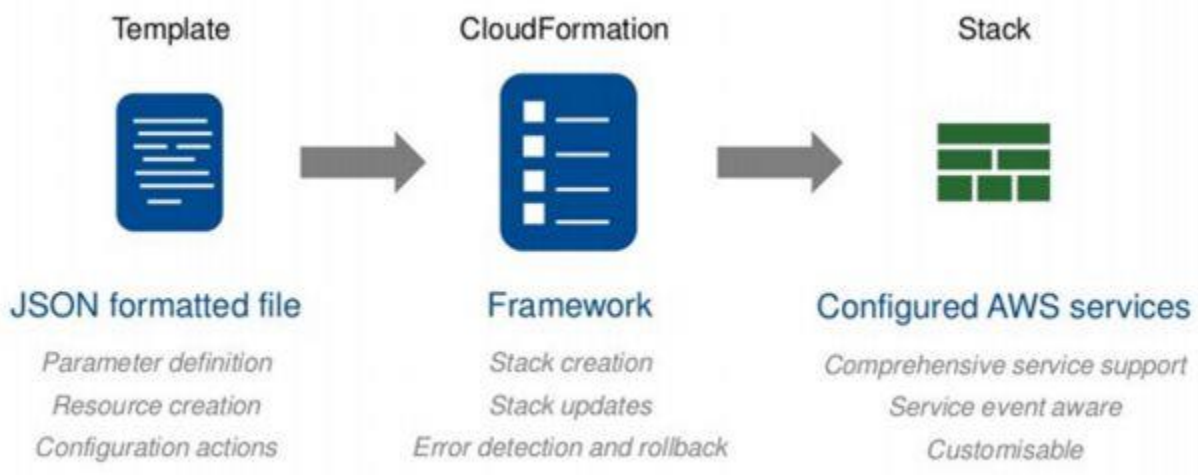 Template
CloudFormation
Stack
JSON formatted file
Framework
Configured AWS services
Parameter definition
Resource creation
Configuration actions
Stack creation
Stack updates
Error detection and rollback
Comprehensive service support
Service event aware
Customisable